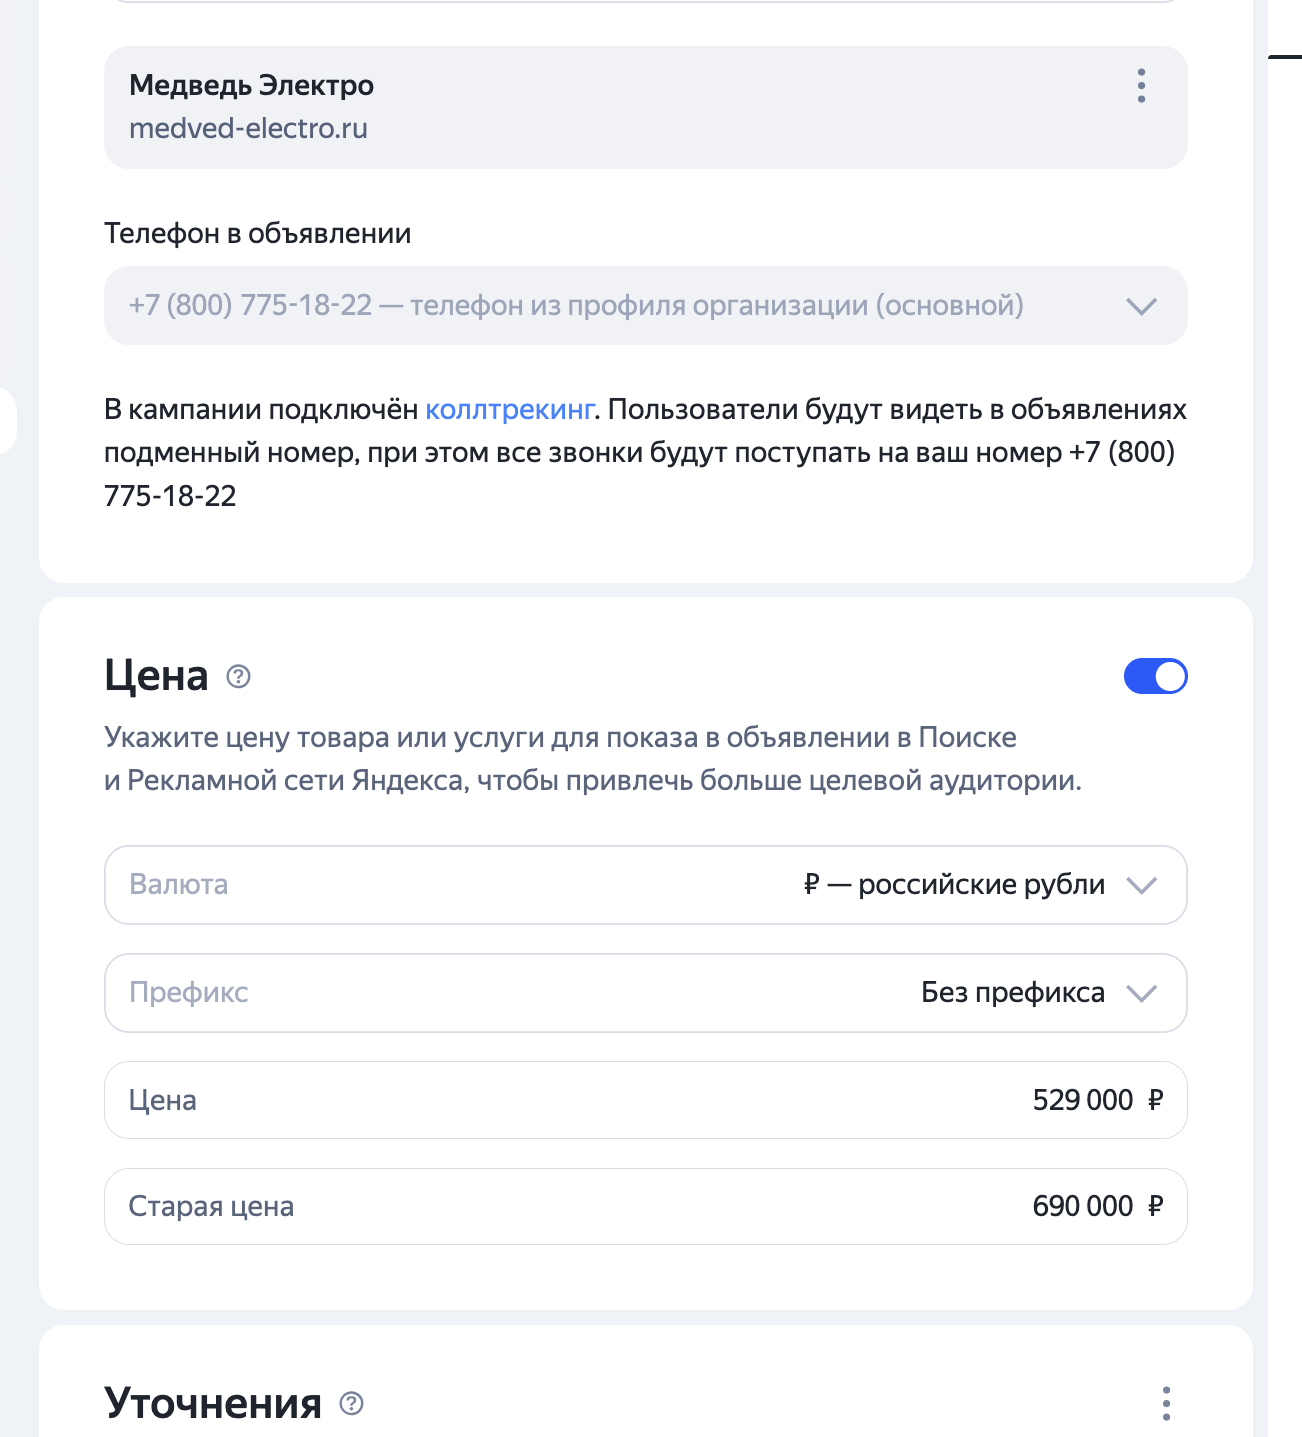 Медведь Электро
medved-electro.ru
Телефон в объявлении
+7 (800) 775-18-22 — телефон из профиля организации (основной)
В кампании подключён коллтрекинг. Пользователи будут видеть в объявлениях
подменный номер, при этом все звонки будут поступать на ваш номер +7 (800)
775-18-22
Цена ?
Укажите цену товара или услуги для показа в объявлении в Поиске
и Рекламной сети Яндекса, чтобы привлечь больше целевой аудитории.
Валюта ₽ — российские рубли
Префикс Без префикса
Цена 529 000 ₽
Старая цена 690 000 ₽
Уточнения ?